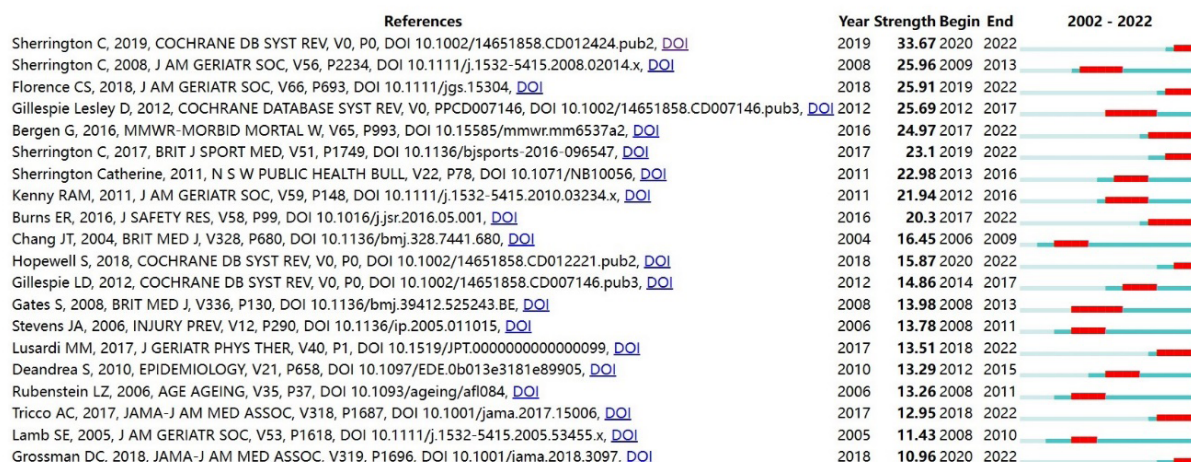 References Year Strength Begin End 2002 - 2022
Sherrington C, 2019, COCHRANE DB SYST REV, V0, P0, DOI 10.1002/14651858.CD012424.pub2, DOI 2019 33.67 2020 2022
Sherrington C, 2008, J AM GERIATR SOC, V56, P2234, DOI 10.1111/j.1532-5415.2008.02014.x, DOI 2008 25.96 2009 2013
Florence CS, 2018, J AM GERIATR SOC, V66, P693, DOI 10.1111/jgs.15304, DOI 2018 25.91 2019 2022
Gillespie Lesley D, 2012, COCHRANE DATABASE SYST REV, V0, PPCD007146, DOI 10.1002/14651858.CD007146.pub3, DOI 2012 25.69 2012 2017
Bergen G, 2016, MMWR-MORBID MORTAL W, V65, P993, DOI 10.15585/mmwr.mm6537a2, DOI 2016 24.97 2017 2022
Sherrington C, 2017, BRIT J SPORT MED, V51, P1749, DOI 10.1136/bjsports-2016-096547, DOI 2017 23.1 2019 2022
Sherrington Catherine, 2011, N S W PUBLIC HEALTH BULL, V22, P78, DOI 10.1071/NB10056, DOI 2011 22.98 2013 2016
Kenny RAM, 2011, J AM GERIATR SOC, V59, P148, DOI 10.1111/j.1532-5415.2010.03234.x, DOI 2011 21.94 2012 2016
Burns ER, 2016, J SAFETY RES, V58, P99, DOI 10.1016/j.jsr.2016.05.001, DOI 2016 20.3 2017 2022
Chang JT, 2004, BRIT MED J, V328, P680, DOI 10.1136/bmj.328.7441.680, DOI 2004 16.45 2006 2009
Hopewell S, 2018, COCHRANE DB SYST REV, V0, P0, DOI 10.1002/14651858.CD012221.pub2, DOI 2018 15.87 2020 2022
Gillespie LD, 2012, COCHRANE DB SYST REV, V0, P0, DOI 10.1002/14651858.CD007146.pub3, DOI 2012 14.86 2014 2017
Gates S, 2008, BRIT MED J, V336, P130, DOI 10.1136/bmj.39412.525243.BE, DOI 2008 13.98 2008 2013
Stevens JA, 2006, INJURY PREV, V12, P290, DOI 10.1136/ip.2005.011015, DOI 2006 13.78 2008 2011
Lusardi MM, 2017, J GERIATR PHYS THER, V40, P1, DOI 10.1519/JPT.0000000000000099, DOI 2017 13.51 2018 2022
Deandrea S, 2010, EPIDEMIOLOGY, V21, P658, DOI 10.1097/EDE.0b013e3181e89905, DOI 2010 13.29 2012 2015
Rubenstein LZ, 2006, AGE AGEING, V35, P37, DOI 10.1093/ageing/afl084, DOI 2006 13.26 2008 2011
Tricco AC, 2017, JAMA-J AM MED ASSOC, V318, P1687, DOI 10.1001/jama.2017.15006, DOI 2017 12.95 2018 2022
Lamb SE, 2005, J AM GERIATR SOC, V53, P1618, DOI 10.1111/j.1532-5415.2005.53455.x, DOI 2005 11.43 2008 2010
Grossman DC, 2018, JAMA-J AM MED ASSOC, V319, P1696, DOI 10.1001/jama.2018.3097, DOI 2018 10.96 2020 2022